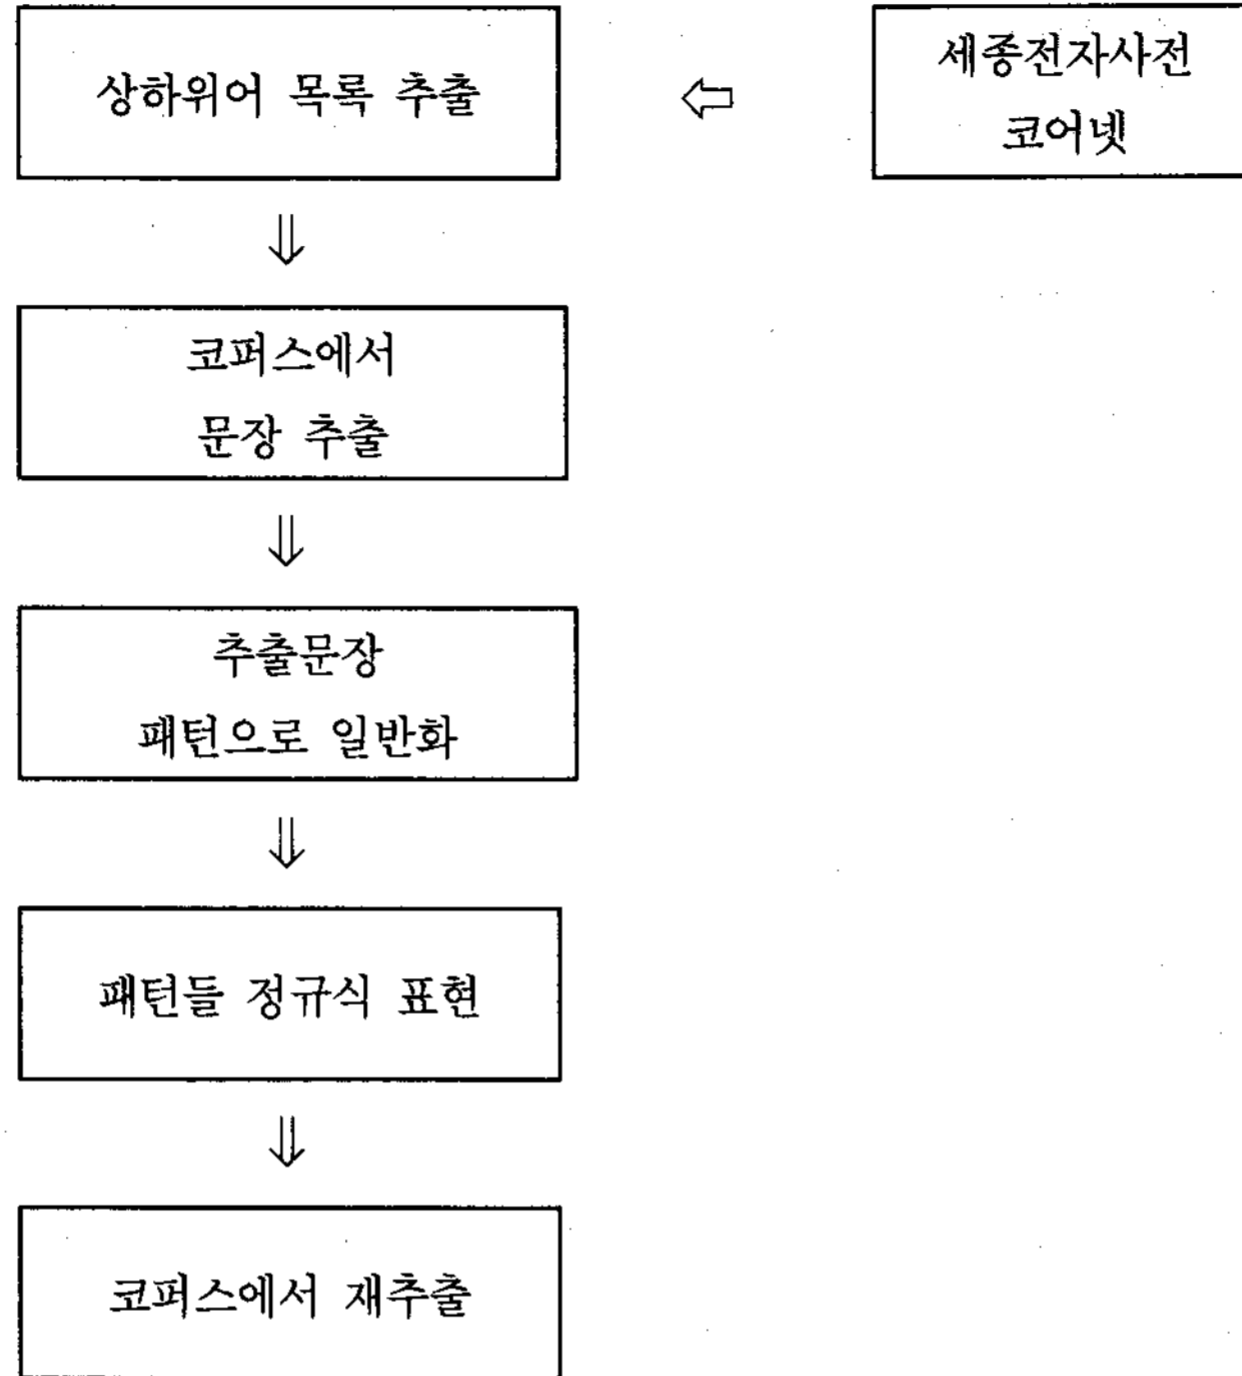 상하위어 목록 추출
세종전자사전
코어넷
코퍼스에서
문장 추출
추출문장
패턴으로 일반화
패턴들 정규식 표현
코퍼스에서 재추출